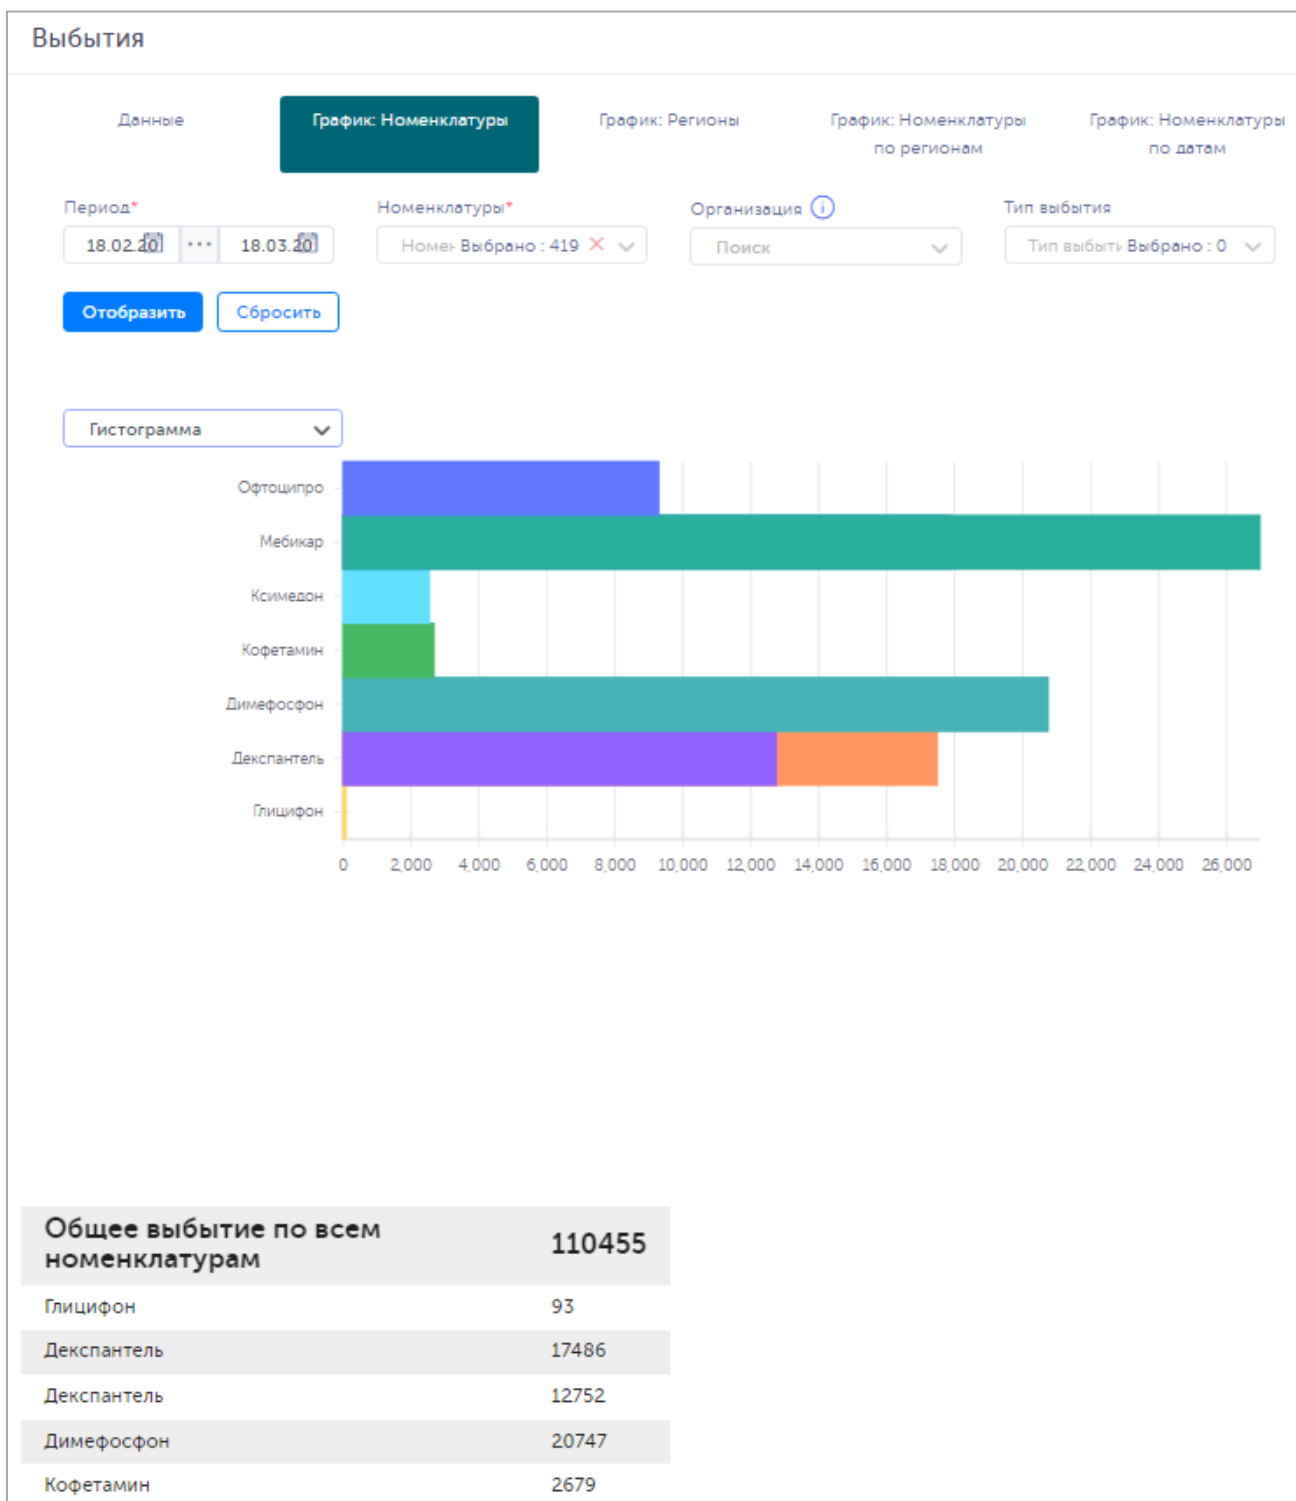 Выбытия
Данные
График: Номенклатуры
График: Регионы
График: Номенклатуры
по регионам
График: Номенклатуры
по датам
Период*
Номенклатуры*
Организация
Тип выбытия
18.02.20
18.03.20
Выбрано : 419
Поиск
Тип выбыти Выбрано : 0
Отобразить
Сбросить
Гистограмма
Офтоципро
Мебикар
Ксимедон
Кофетамин
Димефосфон
Декспантель
Глицифон
0 2,000 4,000 6,000 8,000 10,000 12,000 14,000 16,000 18,000 20,000 22,000 24,000 26,000
Общее выбытие по всем
номенклатурам
110455
Глицифон 93
Декспантель 17486
Декспантель 12752
Димефосфон 20747
Кофетамин 2679